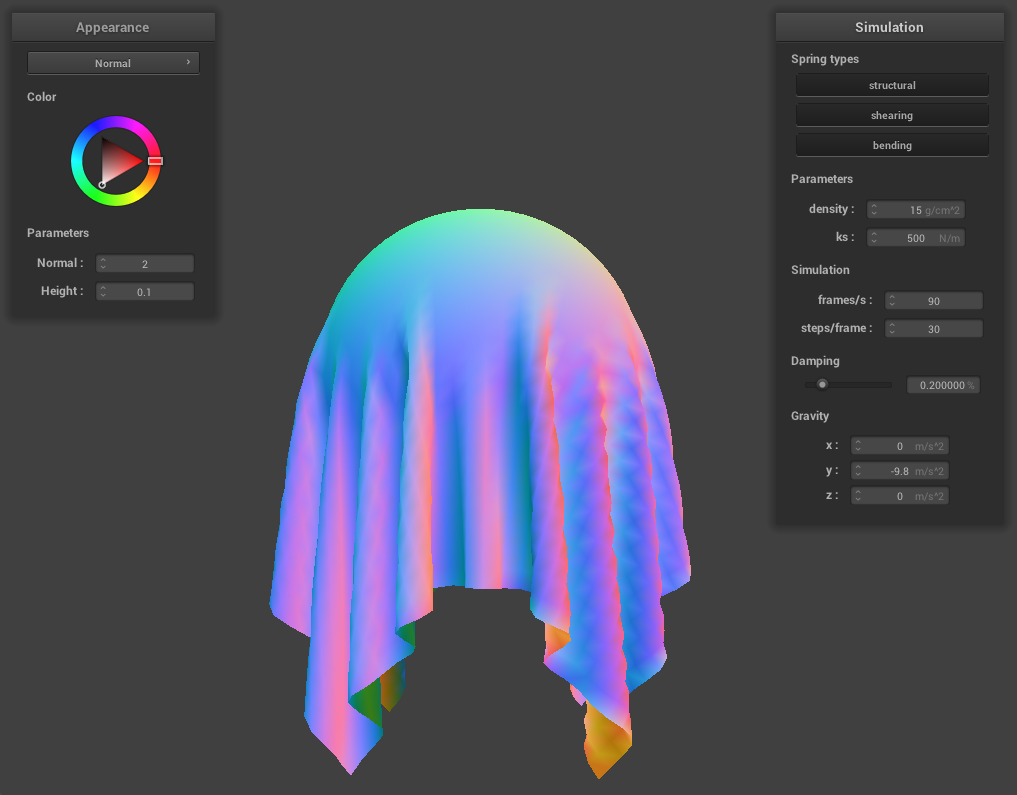 Appearance
Normal
Color
Parameters
Normal : 2
Height : 0.1
Simulation
Spring types
structural
shearing
bending
Parameters
density : 15 g/cm^2
ks : 500 N/m
Simulation
frames/s : 90
steps/frame : 30
Damping
0.200000 %
Gravity
x : 0 m/s^2
y : -9.8 m/s^2
z : 0 m/s^2